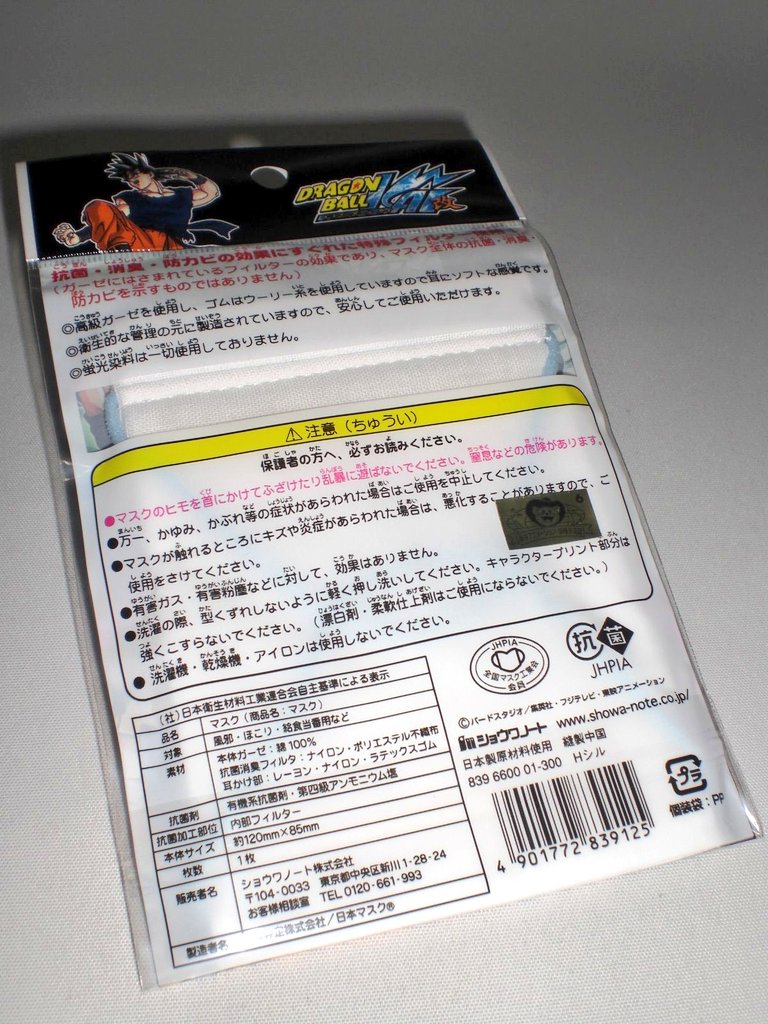 DRAGON BALL KAI 改
抗菌・消臭・防カビの効果にすぐれた特殊フィルター
(ガーゼにはさまれているフィルターの効果であり、マスク全体の抗菌・消臭・
防カビを示すものではありません)
◎高級ガーゼを使用し、ゴムはウーリー糸を使用していますので耳にソフトな感覚です。
◎衛生的な管理の元に製造されていますので、安心してご使用いただけます。
◎蛍光染料は一切使用しておりません。
⚠注意(ちゅうい)
保護者の方へ、必ずお読みください。
●マスクのヒモを首にかけてふざけたり乱暴に遊ばないでください。窒息などの危険があります。
●万一、かゆみ、かぶれ等の症状があらわれた場合はご使用を中止してください。
●マスクが触れるところにキズや炎症があらわれた場合は、悪化することがありますので、ご
使用をさけてください。
●有害ガス・有害粉塵などに対して、効果はありません。
●洗濯の際、型くずれしないように軽く押し洗いしてください。キャラクタープリント部分は
強くこすらないでください。(漂白剤・柔軟仕上剤はご使用にならないでください。)
●洗濯機・乾燥機・アイロンは使用しないでください。
(社)日本衛生材料工業連合会自主基準による表示
品名 マスク(商品名:マスク)
対象 風邪・ほこり・給食当番用など
素材 本体ガーゼ:綿100%
抗菌消臭フィルタ:ナイロン・ポリエステル不織布
耳かけ部:レーヨン・ナイロン・ラテックスゴム
抗菌剤 有機系抗菌剤・第四級アンモニウム塩
抗菌加工部位 内部フィルター
本体サイズ 約120mm×85mm
枚数 1枚
販売者名 ショウワノート株式会社
〒104-0033 東京都中央区新川1-28-24
お客様相談室 TEL 0120-661-993
製造者名 株式会社/日本マスク®
JHPIA
全国マスク工業会
会員
抗菌
JHPIA
©バードスタジオ/集英社・フジテレビ・東映アニメーション
ショウワノート www.showa-note.co.jp/
日本製原材料使用 縫製中国
839 6600 01-300 Hシル
4 901772 839125
プラ
個装袋:PP